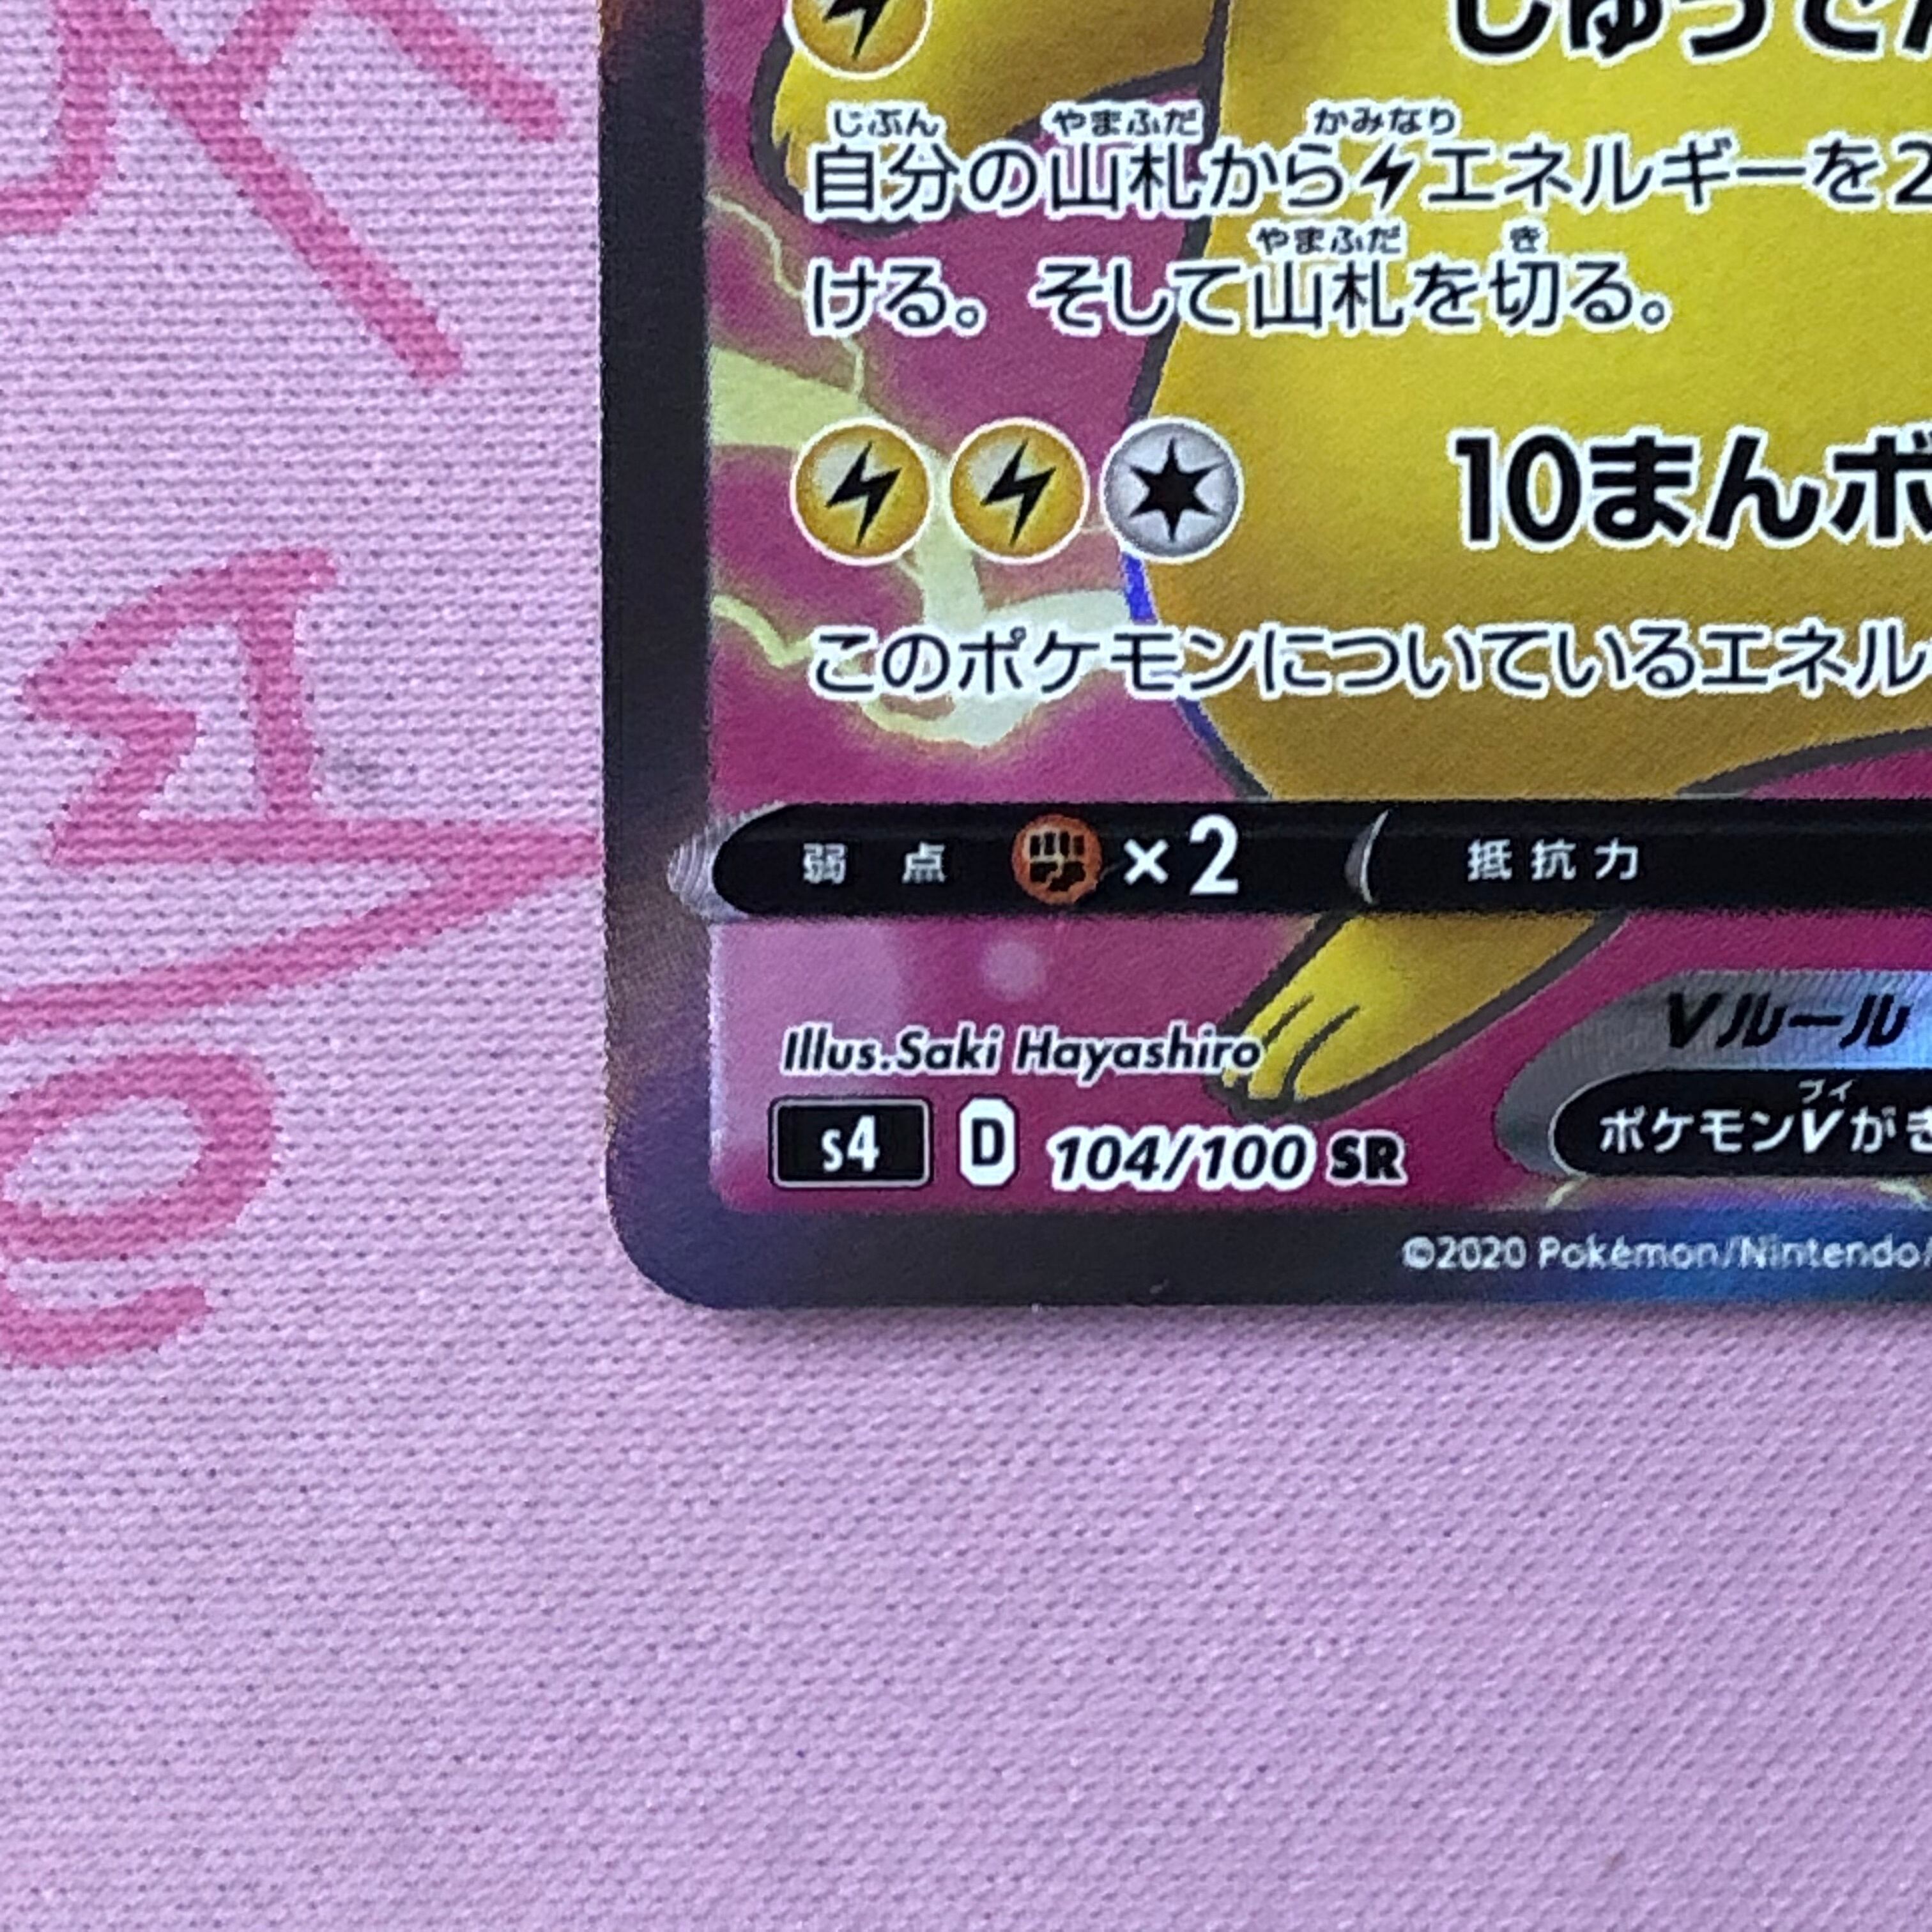 じぶん やまふだ かみなり
自分の山札からエネルギーを2
やまふだ き
ける。そして山札を切る。
10まんボ
このポケモンについているエネル
弱 点 ×2 抵抗力
Illus.Saki Hayashiro
Vルール
s4 D 104/100 SR
ブイ
ポケモンVがき
©2020 Pokémon/Nintendo/